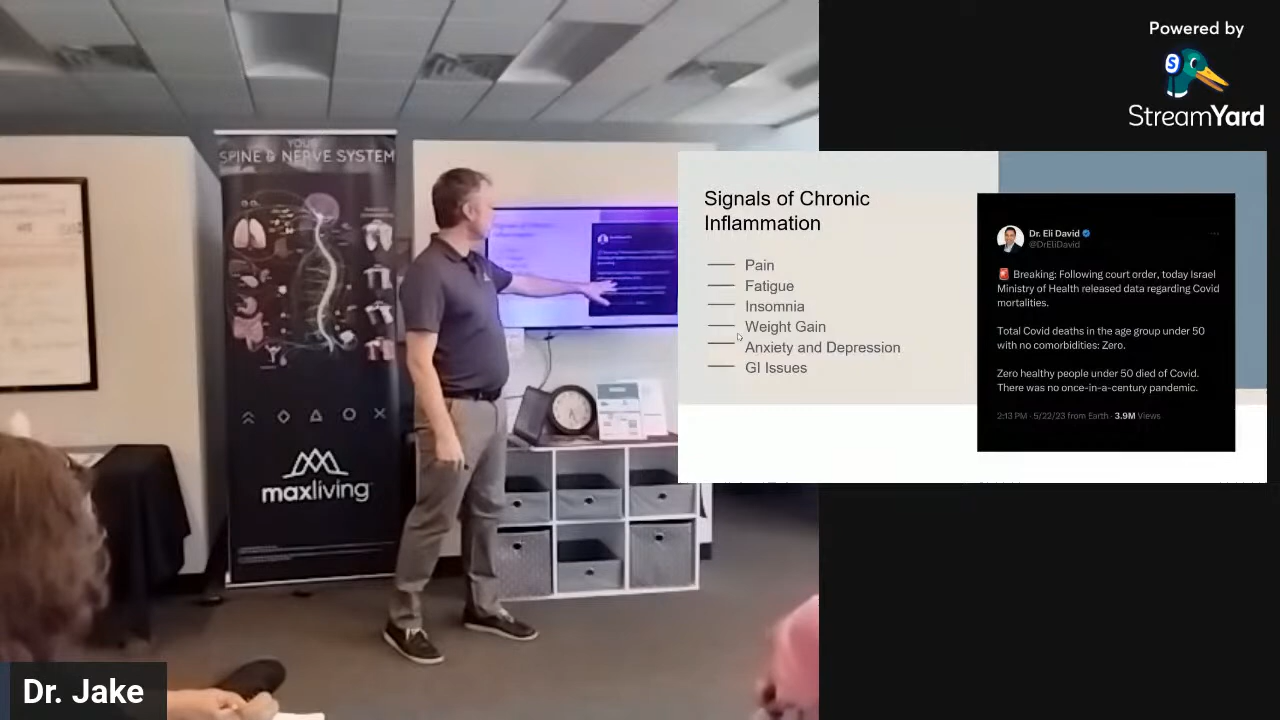 Powered by
StreamYard
YOUR
SPINE & NERVE SYSTEM
maxliving
Signals of Chronic
Inflammation
Pain
Fatigue
Insomnia
Weight Gain
Anxiety and Depression
GI Issues
Dr. Eli David
@DrEliDavid
🚨 Breaking: Following court order, today Israel
Ministry of Health released data regarding Covid
mortalities.
Total Covid deaths in the age group under 50
with no comorbidities: Zero.
Zero healthy people under 50 died of Covid.
There was no once-in-a-century pandemic.
2:13 PM · 5/22/23 from Earth · 3.9M Views
Dr. Jake